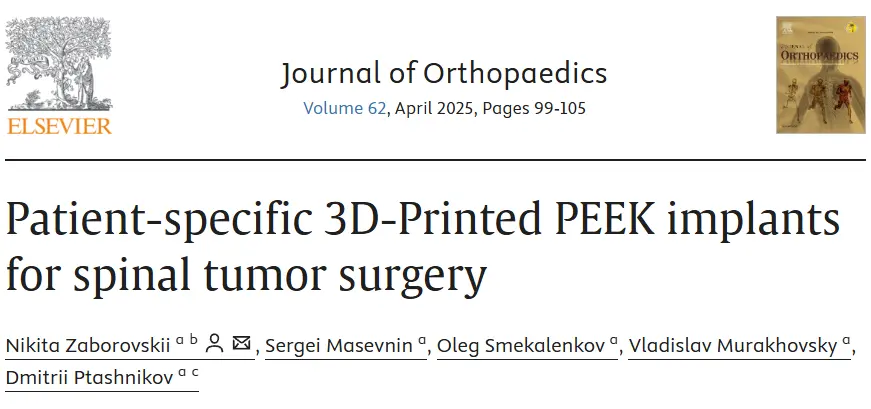 ELSEVIER
Journal of Orthopaedics
Volume 62, April 2025, Pages 99-105
ORTHOPAEDICS
Patient-specific 3D-Printed PEEK implants
for spinal tumor surgery
Nikita Zaborovskii a b, Sergei Masevnin a, Oleg Smekalenkov a, Vladislav Murakhovsky a,
Dmitrii Ptashnikov a c